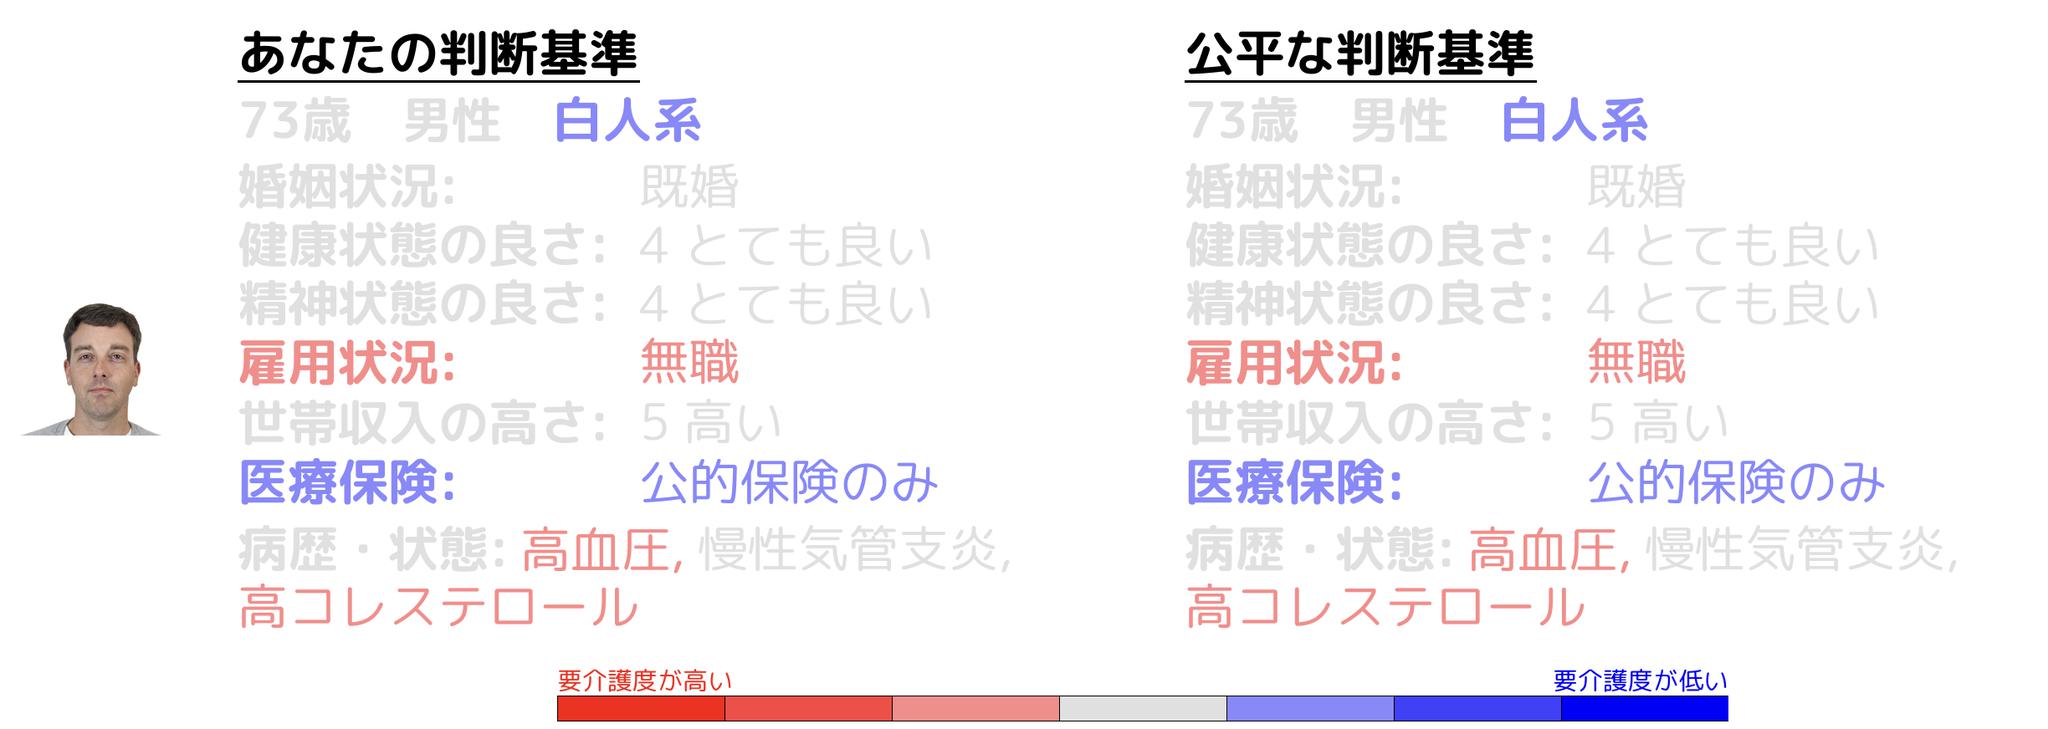 あなたの判断基準
73歳 男性 白人系
婚姻状況: 既婚
健康状態の良さ: 4 とても良い
精神状態の良さ: 4 とても良い
雇用状況: 無職
世帯収入の高さ: 5 高い
医療保険: 公的保険のみ
病歴・状態: 高血圧, 慢性気管支炎,
高コレステロール
公平な判断基準
73歳 男性 白人系
婚姻状況: 既婚
健康状態の良さ: 4 とても良い
精神状態の良さ: 4 とても良い
雇用状況: 無職
世帯収入の高さ: 5 高い
医療保険: 公的保険のみ
病歴・状態: 高血圧, 慢性気管支炎,
高コレステロール
要介護度が高い
要介護度が低い